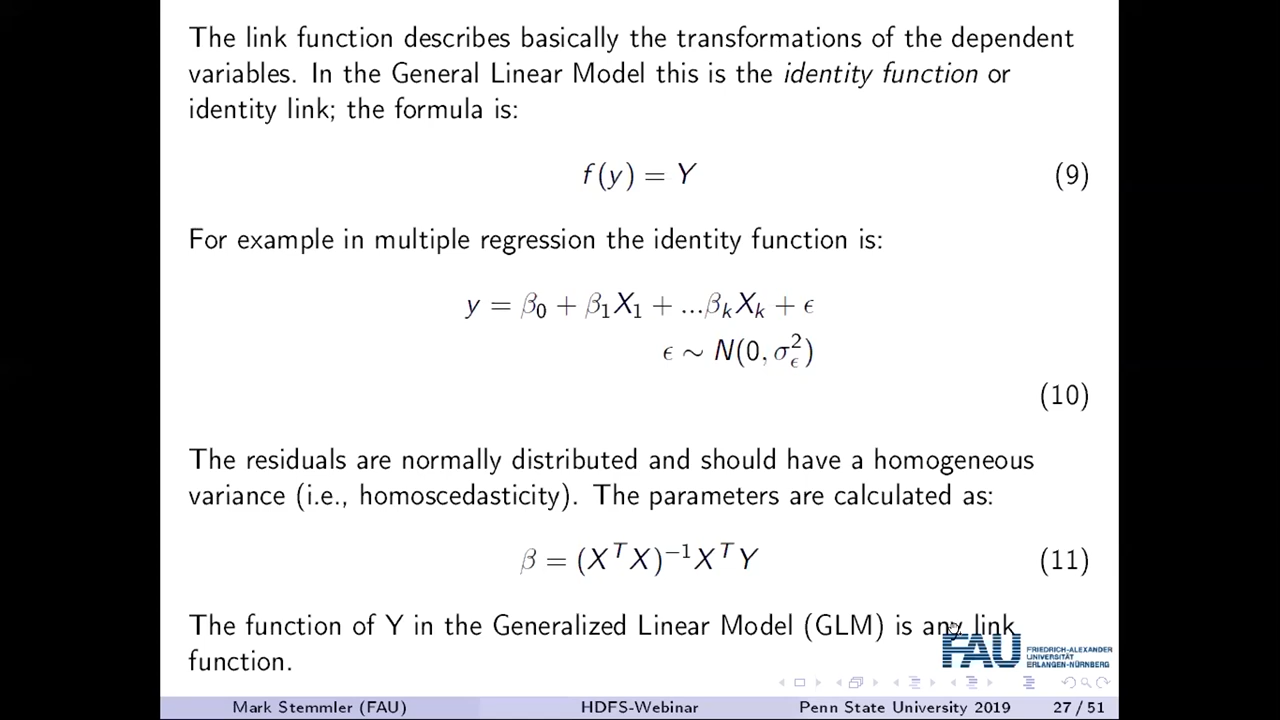 The link function describes basically the transformations of the dependent
variables. In the General Linear Model this is the identity function or
identity link; the formula is:
f(y) = Y (9)
For example in multiple regression the identity function is:
y = β₀ + β₁X₁ + ...βₖXₖ + ϵ
ϵ ∼ N(0, σ²_ϵ)
(10)
The residuals are normally distributed and should have a homogeneous
variance (i.e., homoscedasticity). The parameters are calculated as:
β = (XᵀX)⁻¹XᵀY (11)
The function of Y in the Generalized Linear Model (GLM) is any link
function.
FAU
FRIEDRICH-ALEXANDER
UNIVERSITÄT
ERLANGEN-NÜRNBERG
Mark Stemmler (FAU) HDFS-Webinar Penn State University 2019 27 / 51